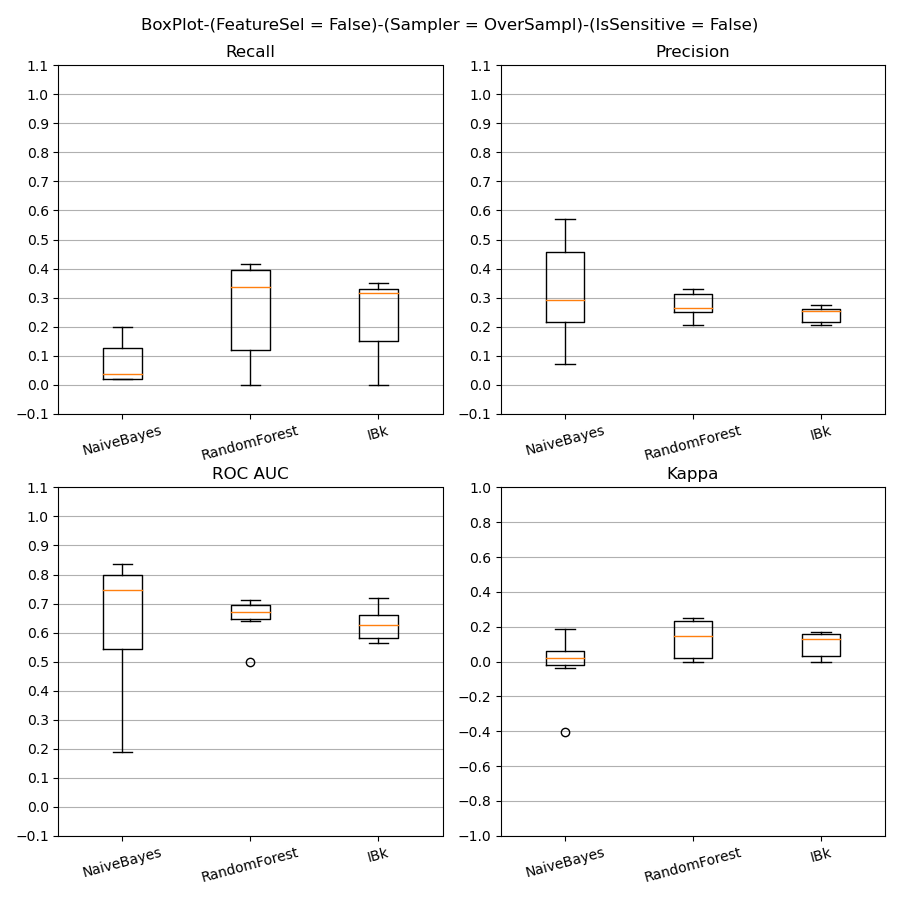 BoxPlot-(FeatureSel = False)-(Sampler = OverSampl)-(IsSensitive = False)
Recall
1.1
1.0
0.9
0.8
0.7
0.6
0.5
0.4
0.3
0.2
0.1
0.0
−0.1
NaiveBayes
RandomForest
IBk
Precision
1.1
1.0
0.9
0.8
0.7
0.6
0.5
0.4
0.3
0.2
0.1
0.0
−0.1
NaiveBayes
RandomForest
IBk
ROC AUC
1.1
1.0
0.9
0.8
0.7
0.6
0.5
0.4
0.3
0.2
0.1
0.0
−0.1
NaiveBayes
RandomForest
IBk
Kappa
1.0
0.8
0.6
0.4
0.2
0.0
−0.2
−0.4
−0.6
−0.8
−1.0
NaiveBayes
RandomForest
IBk